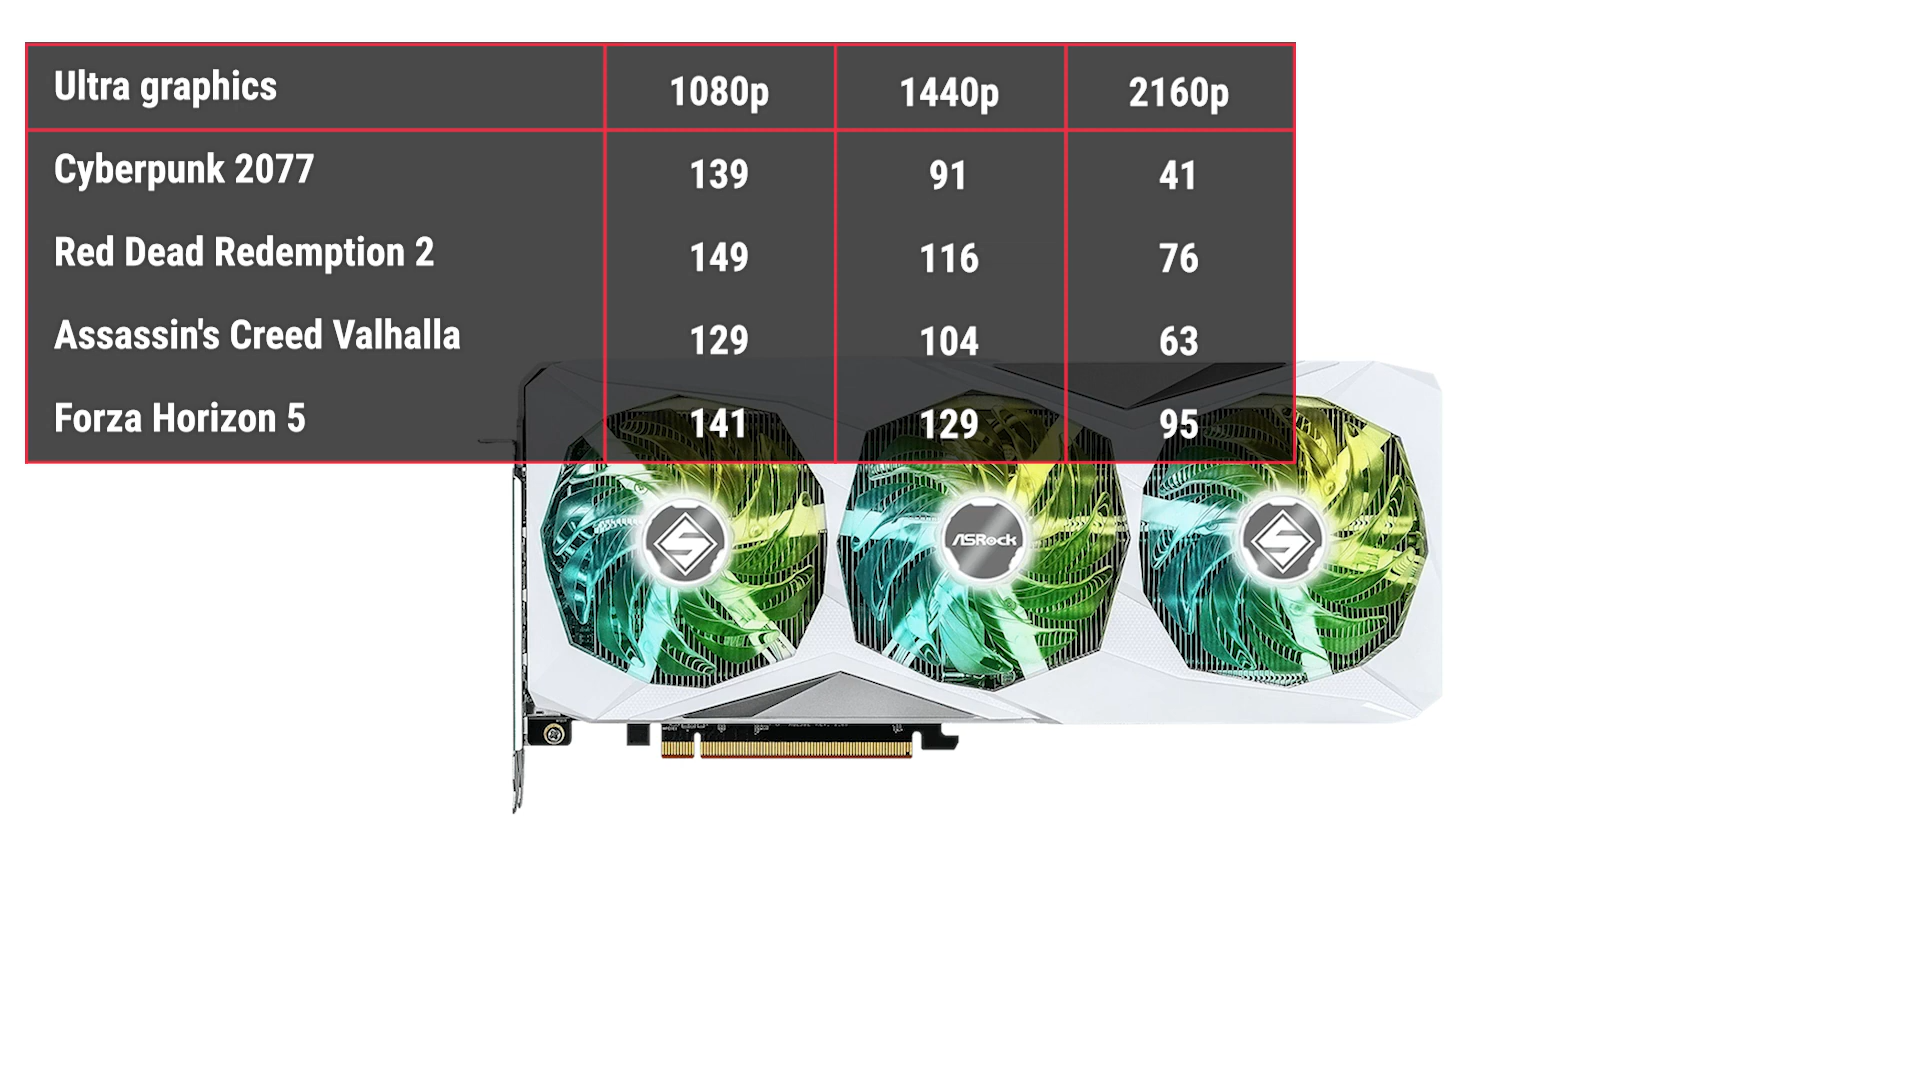 Ultra graphics 1080p 1440p 2160p
Cyberpunk 2077 139 91 41
Red Dead Redemption 2 149 116 76
Assassin's Creed Valhalla 129 104 63
Forza Horizon 5 141 129 95
ASRock